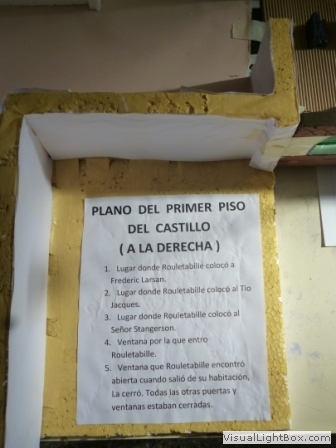 PLANO DEL PRIMER PISO
DEL CASTILLO
( A LA DERECHA )
1. Lugar donde Rouletabille colocó a
Frederic Larsan.
2. Lugar donde Rouletabille colocó al Tio
Jacques.
3. Lugar donde Rouletabille colocó al
Señor Stangerson.
4. Ventana por la que entro
Rouletabille.
5. Ventana que Rouletabille encontró
abierta cuando salió de su habitación,
La cerró. Todas las otras puertas y
ventanas estaban cerradas.
VisualLightBox.com